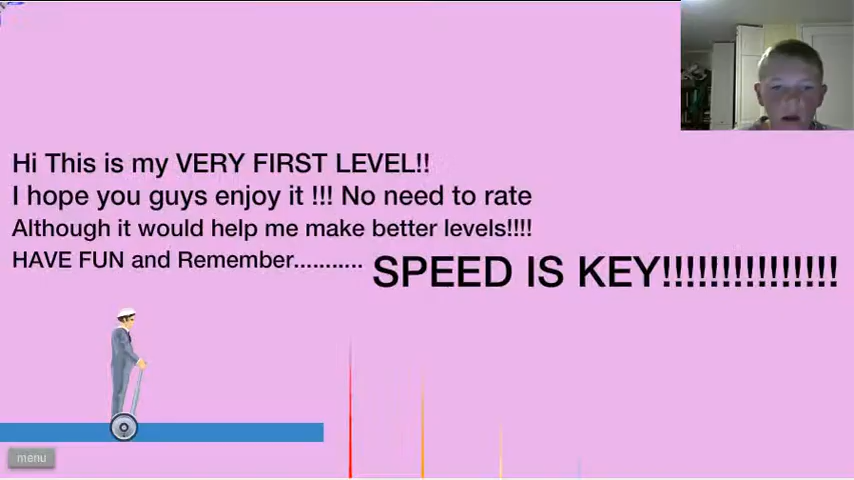 Hi This is my VERY FIRST LEVEL!!
I hope you guys enjoy it !!! No need to rate
Although it would help me make better levels!!!!
HAVE FUN and Remember........... SPEED IS KEY!!!!!!!!!!!!!!!
menu